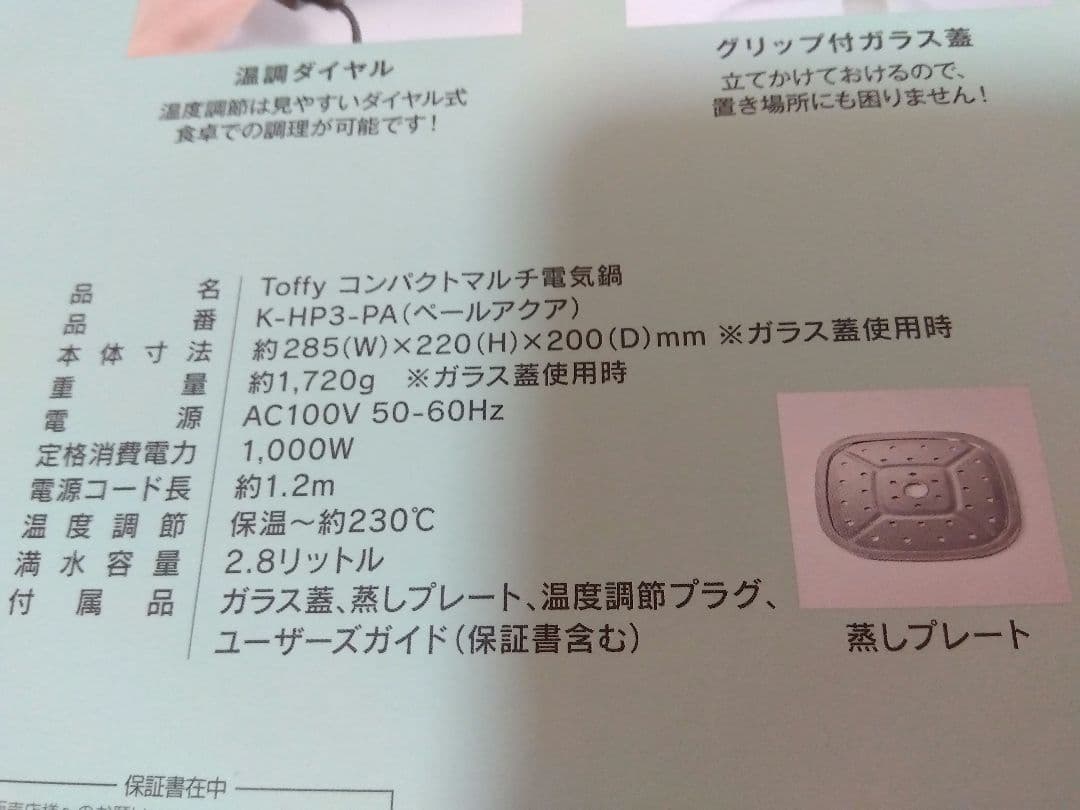 温調ダイヤル
温度調節は見やすいダイヤル式
食卓での調理が可能です!
グリップ付ガラス蓋
立てかけておけるので、
置き場所にも困りません!
品名 Toffy コンパクトマルチ電気鍋
品番 K-HP3-PA(ペールアクア)
本体寸法 約285(W)×220(H)×200(D)mm ※ガラス蓋使用時
重量 約1,720g ※ガラス蓋使用時
電源 AC100V 50-60Hz
定格消費電力 1,000W
電源コード長 約1.2m
温度調節 保温~約230℃
満水容量 2.8リットル
付属品 ガラス蓋、蒸しプレート、温度調節プラグ、
ユーザーズガイド(保証書含む)
蒸しプレート
保証書在中